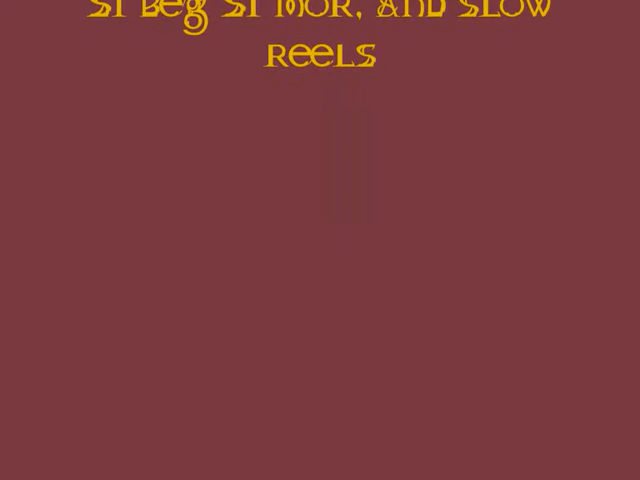 SI BEG SI MOR, AND SLOW
REELS